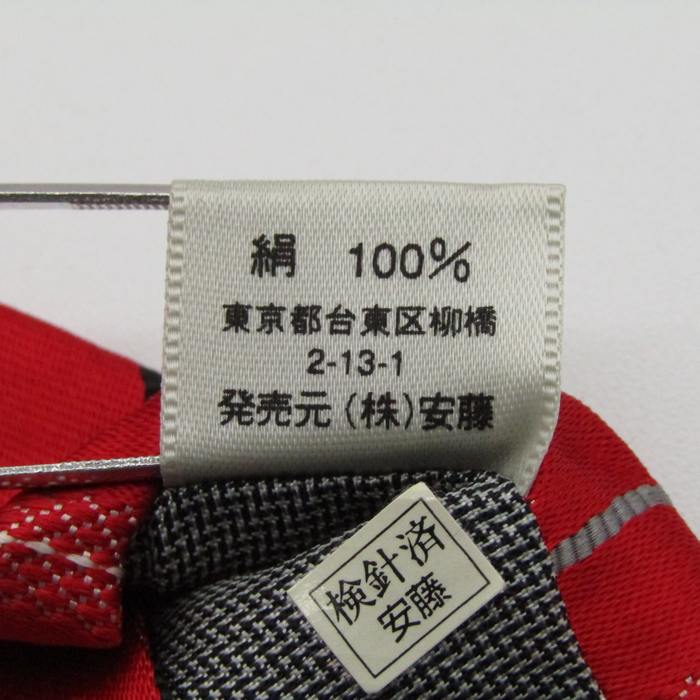 絹 100%
東京都台東区柳橋
2-13-1
発売元(株)安藤
検針済
安藤